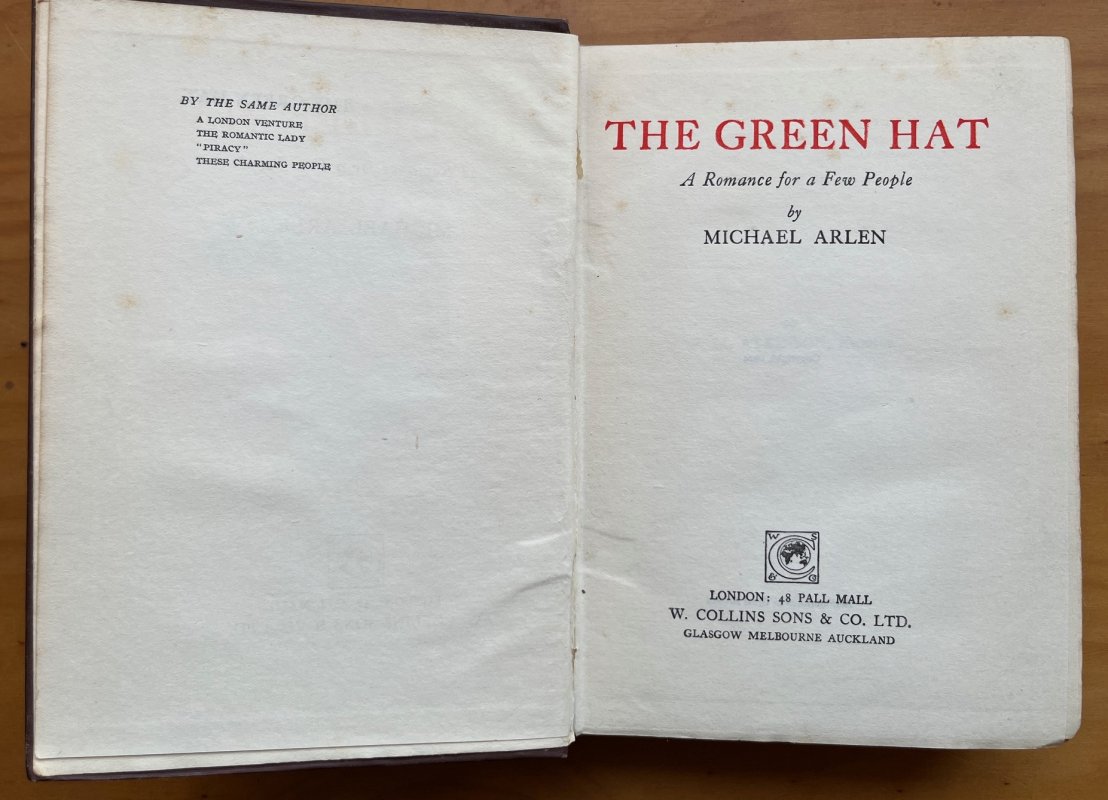 BY THE SAME AUTHOR
A LONDON VENTURE
THE ROMANTIC LADY
"PIRACY"
THESE CHARMING PEOPLE
THE GREEN HAT
A Romance for a Few People
by
MICHAEL ARLEN
W S
C
& Co
LONDON: 48 PALL MALL
W. COLLINS SONS & CO. LTD.
GLASGOW MELBOURNE AUCKLAND